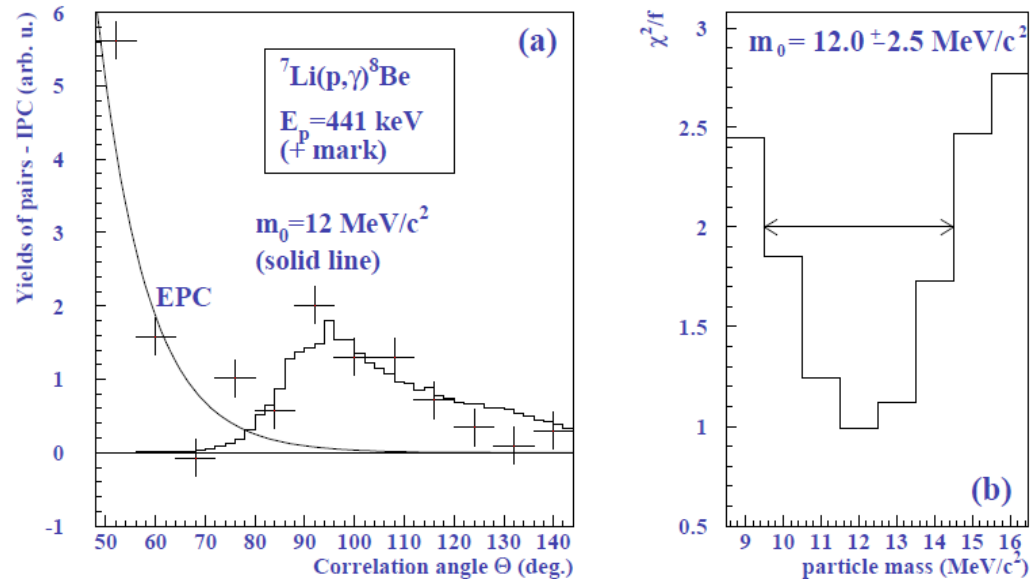 Yields of pairs - IPC (arb. u.)
6
5
4
3
2
1
0
-1
(a)
⁷Li(p,γ)⁸Be
Eₚ=441 keV
(+ mark)
m₀=12 MeV/c²
(solid line)
EPC
50 60 70 80 90 100 110 120 130 140
Correlation angle Θ (deg.)
χ²/f
3
2.5
2
1.5
1
0.5
m₀= 12.0 ±2.5 MeV/c²
(b)
9 10 11 12 13 14 15 16
particle mass (MeV/c²)